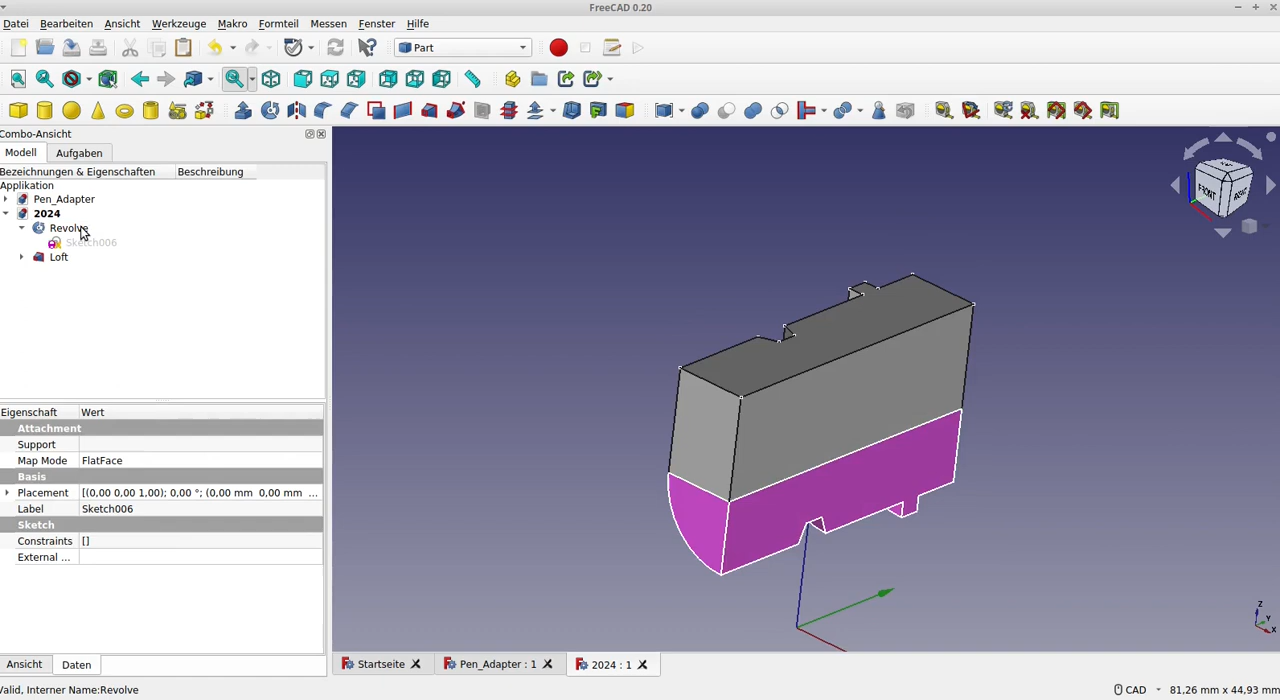 FreeCAD 0.20
Datei Bearbeiten Ansicht Werkzeuge Makro Formteil Messen Fenster Hilfe
Part
Combo-Ansicht
Modell Aufgaben
Bezeichnungen & Eigenschaften Beschreibung
Applikation
Pen_Adapter
2024
Revolve
Sketch006
Loft
FRONT
Eigenschaft Wert
Attachment
Support
Map Mode FlatFace
Basis
Placement [(0,00 0.00 1,00); 0,00 °; (0,00 mm 0,00 mm ...
Label Sketch006
Sketch
Constraints []
External ...
Z
Y
X
Ansicht Daten
Startseite Pen_Adapter : 1 2024 : 1
Valid, Interner Name:Revolve
CAD 81,26 mm x 44,93 mm